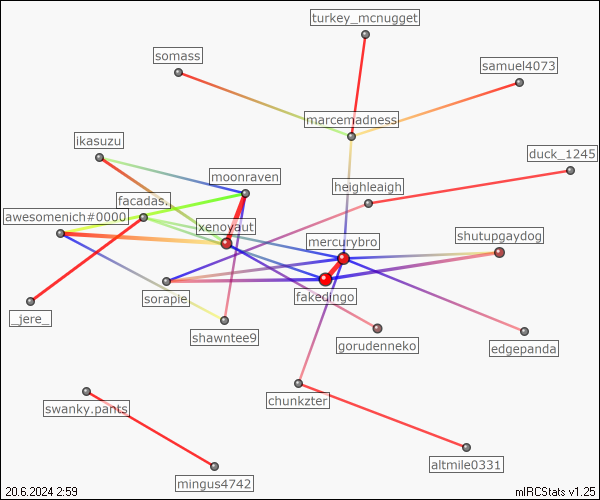 turkey_mcnugget
somass
samuel4073
marcemadness
ikasuzu
duck_1245
moonraven
heighleaigh
facadas.
awesomenich#0000
xenoyaut
shutupgaydog
mercurybro
sorapie
fakedingo
_jere_
shawntee9
gorudenneko
edgepanda
chunkzter
swanky.pants
altmile0331
mingus4742
20.6.2024 2:59
mIRCStats v1.25